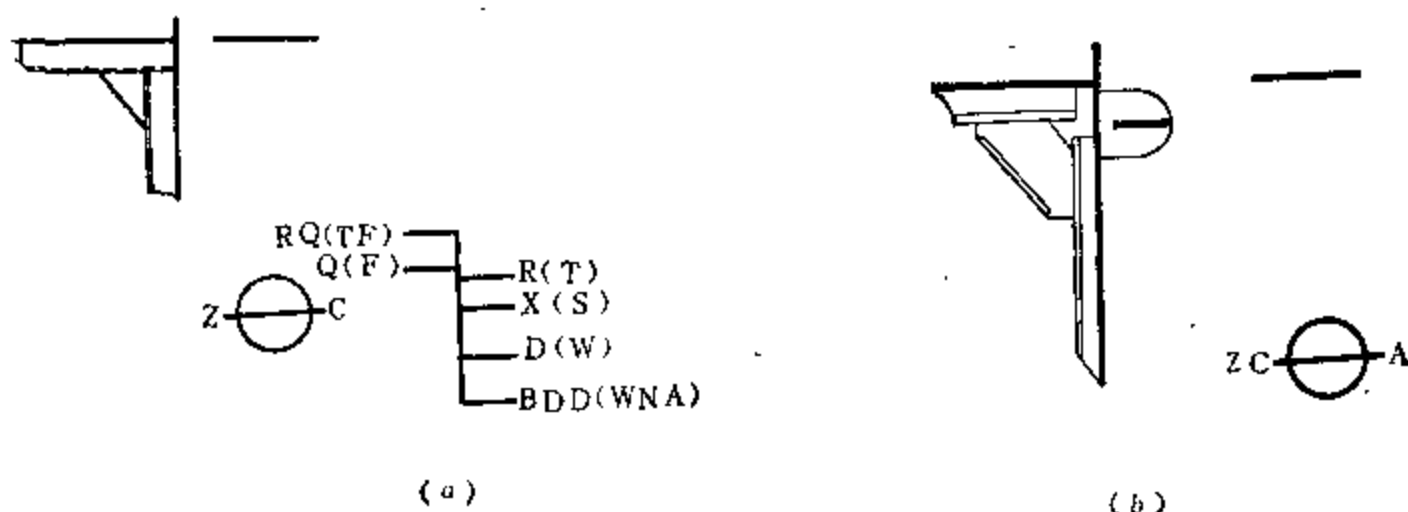 RQ(TF)
Q(F)
R(T)
X(S)
Z C
D(W)
BDD(WNA)
ZC A
(a)
(b)